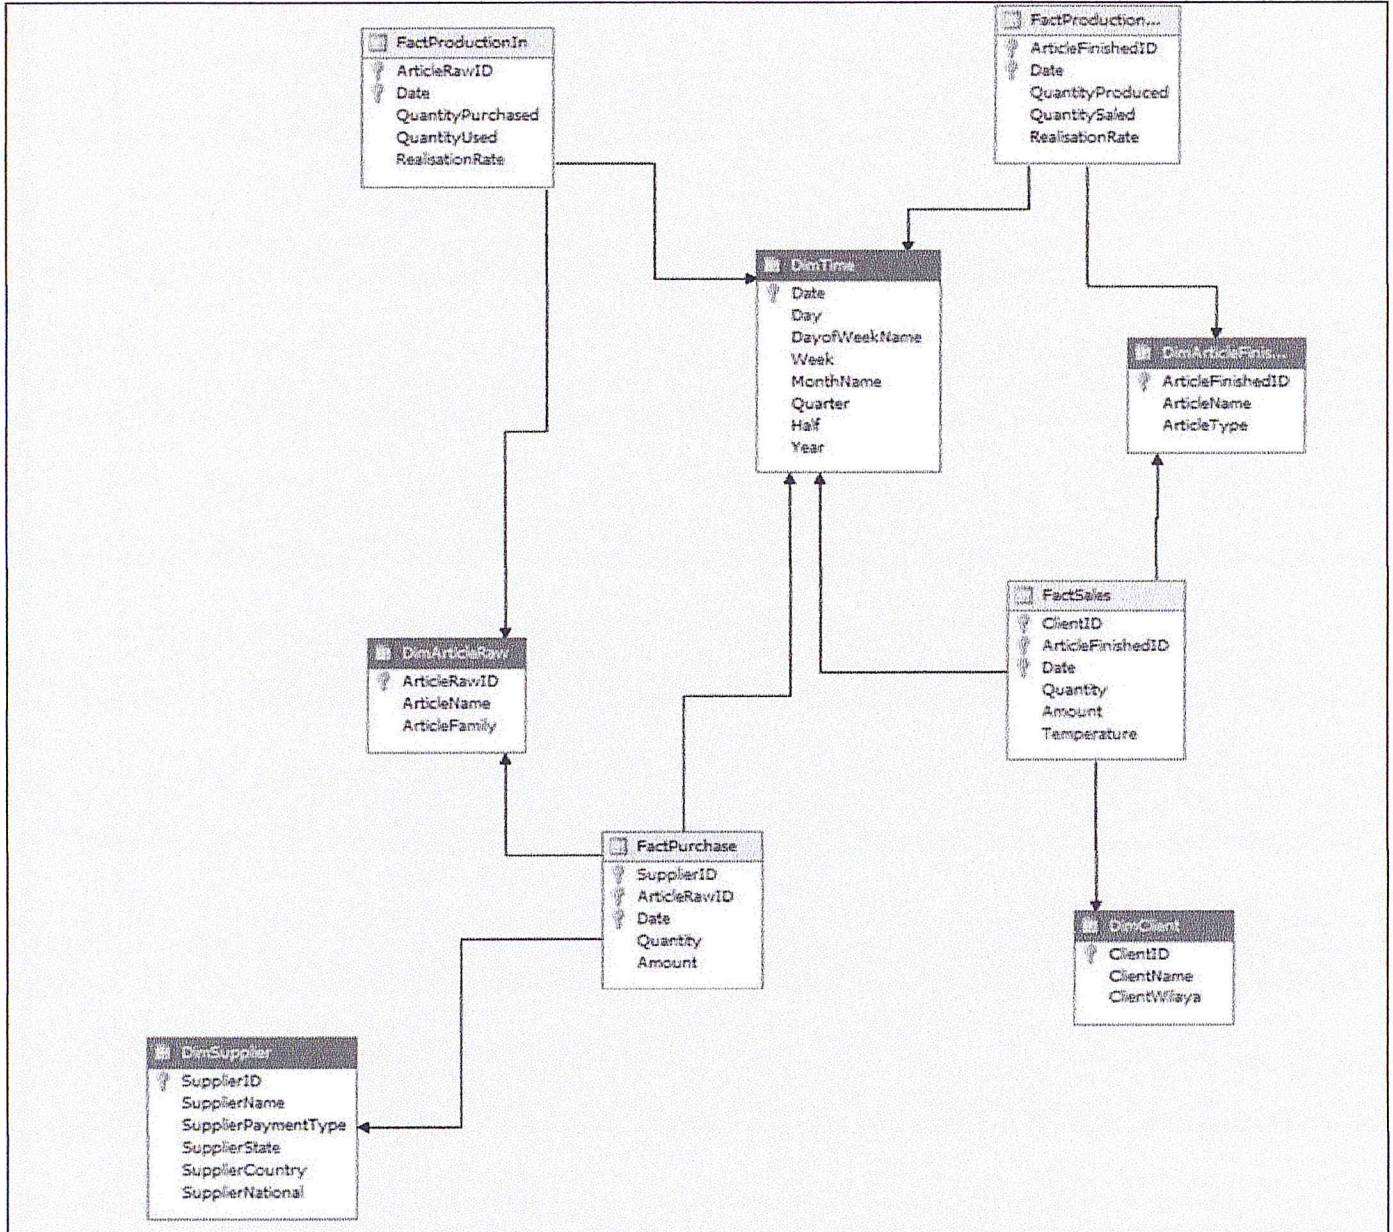 FactProductionIn
ArticleRawID
Date
QuantityPurchased
QuantityUsed
RealisationRate
FactProduction...
ArticleFinishedID
Date
QuantityProduced
QuantitySaled
RealisationRate
DimTime
Date
Day
DayofWeekName
Week
MonthName
Quarter
Half
Year
DimArticleFinis...
ArticleFinishedID
ArticleName
ArticleType
FactSales
ClientID
ArticleFinishedID
Date
Quantity
Amount
Temperature
DimArticleRaw
ArticleRawID
ArticleName
ArticleFamily
FactPurchase
SupplierID
ArticleRawID
Date
Quantity
Amount
DimClient
ClientID
ClientName
ClientWilaya
DimSupplier
SupplierID
SupplierName
SupplierPaymentType
SupplierState
SupplierCountry
SupplierNational